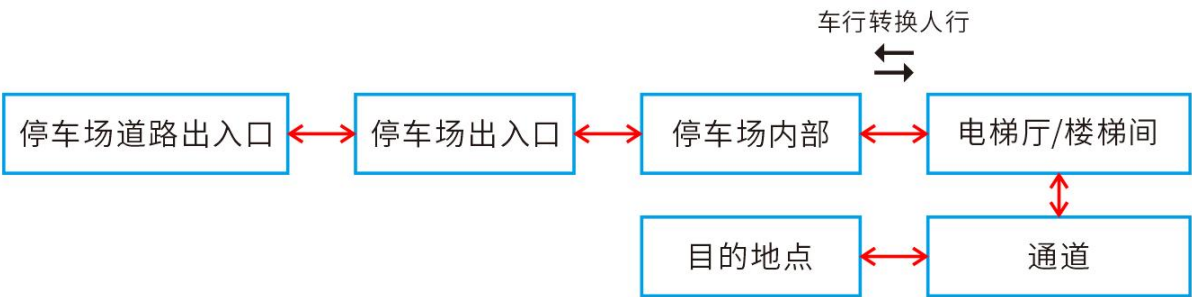 车行转换人行
停车场道路出入口
停车场出入口
停车场内部
电梯厅/楼梯间
目的地点
通道